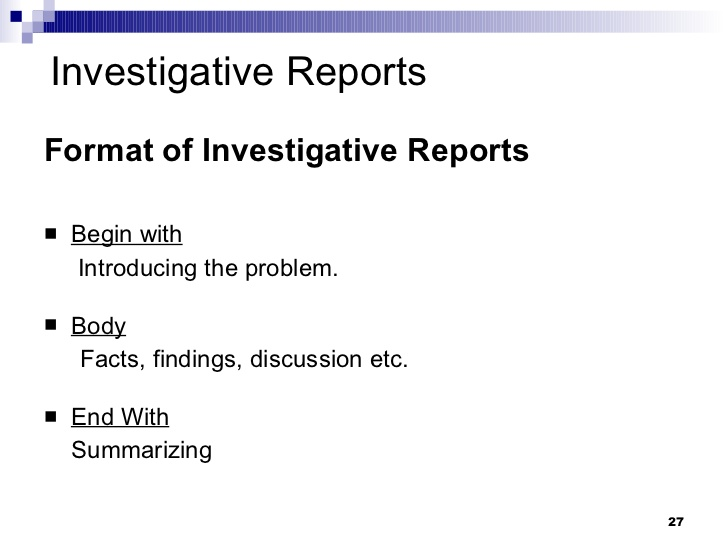 Investigative Reports
Format of Investigative Reports
Begin with
Introducing the problem.
Body
Facts, findings, discussion etc.
End With
Summarizing
27